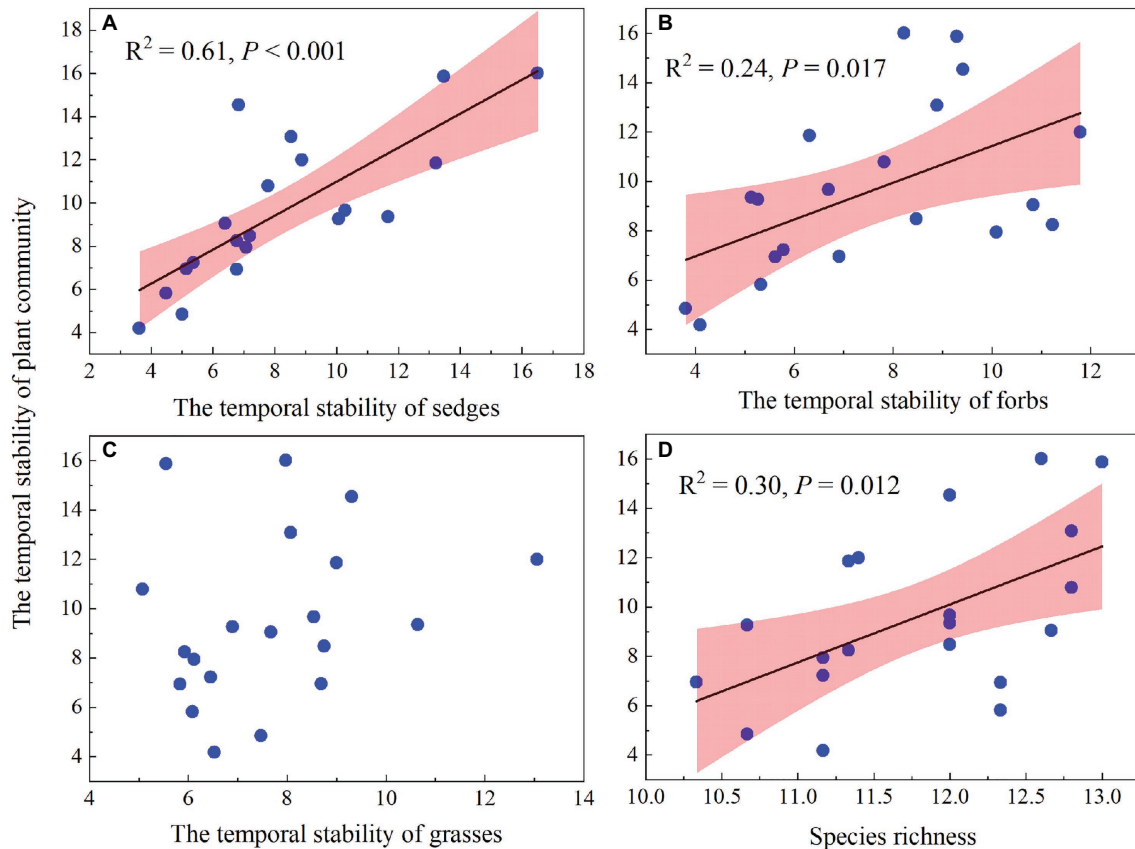 The temporal stability of plant community
A
R² = 0.61, P < 0.001
16
14
12
10
8
6
4
2 4 6 8 10 12 14 16 18
The temporal stability of sedges
B
R² = 0.24, P = 0.017
16
14
12
10
8
6
4
4 6 8 10 12
The temporal stability of forbs
C
16
14
12
10
8
6
4
4 6 8 10 12 14
The temporal stability of grasses
D
R² = 0.30, P = 0.012
16
14
12
10
8
6
4
10.0 10.5 11.0 11.5 12.0 12.5 13.0
Species richness